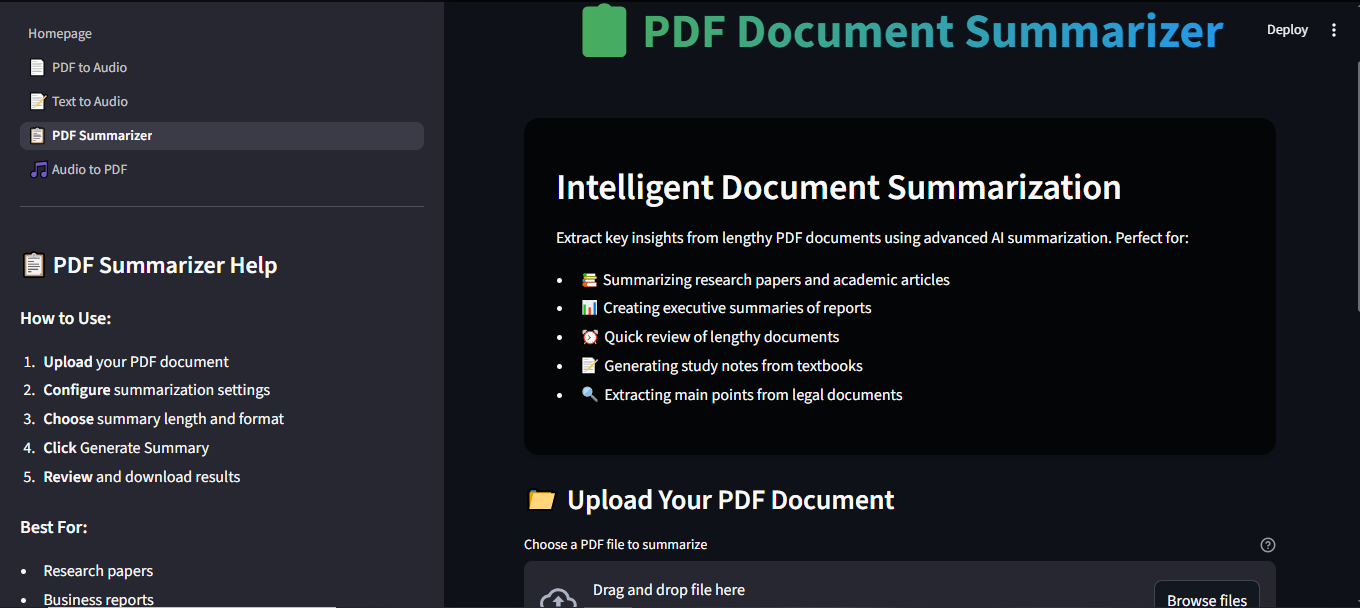 Homepage
PDF to Audio
Text to Audio
PDF Summarizer
Audio to PDF
PDF Summarizer Help
How to Use:
1. Upload your PDF document
2. Configure summarization settings
3. Choose summary length and format
4. Click Generate Summary
5. Review and download results
Best For:
• Research papers
• Business reports
PDF Document Summarizer
Deploy
Intelligent Document Summarization
Extract key insights from lengthy PDF documents using advanced AI summarization. Perfect for:
• 📚 Summarizing research papers and academic articles
• 📊 Creating executive summaries of reports
• ⏰ Quick review of lengthy documents
• 📝 Generating study notes from textbooks
• 🔍 Extracting main points from legal documents
Upload Your PDF Document
Choose a PDF file to summarize
Drag and drop file here
Browse files